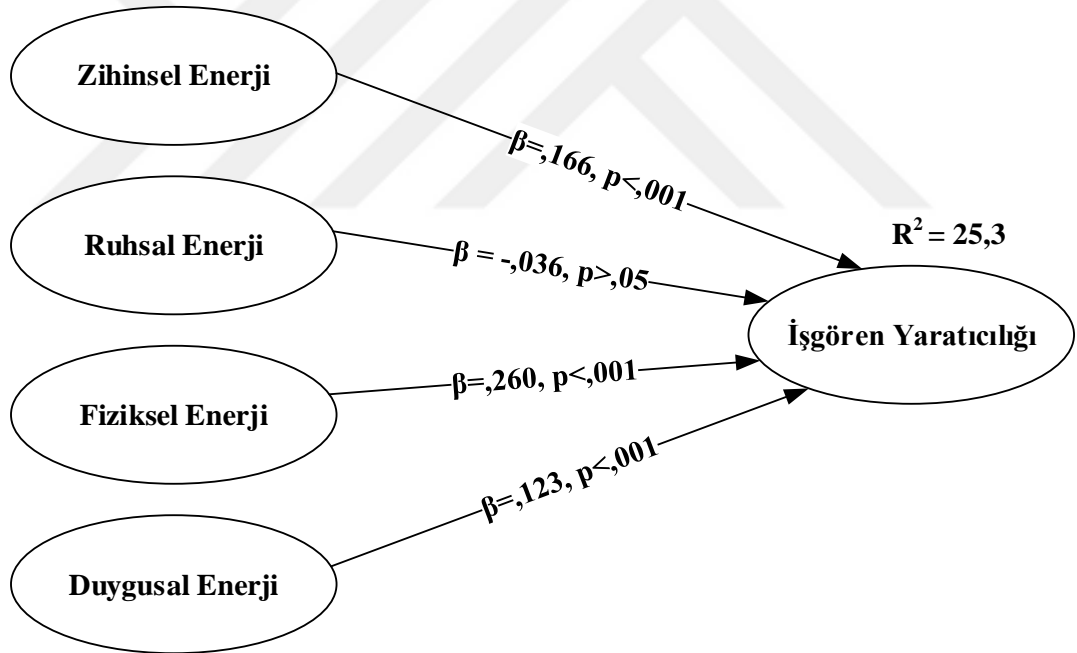 Zihinsel Enerji
β=,166, p<,001
R² = 25,3
Ruhsal Enerji
β = -,036, p>,05
İşgören Yaratıcılığı
β=,260, p<,001
Fiziksel Enerji
β=,123, p<,001
Duygusal Enerji